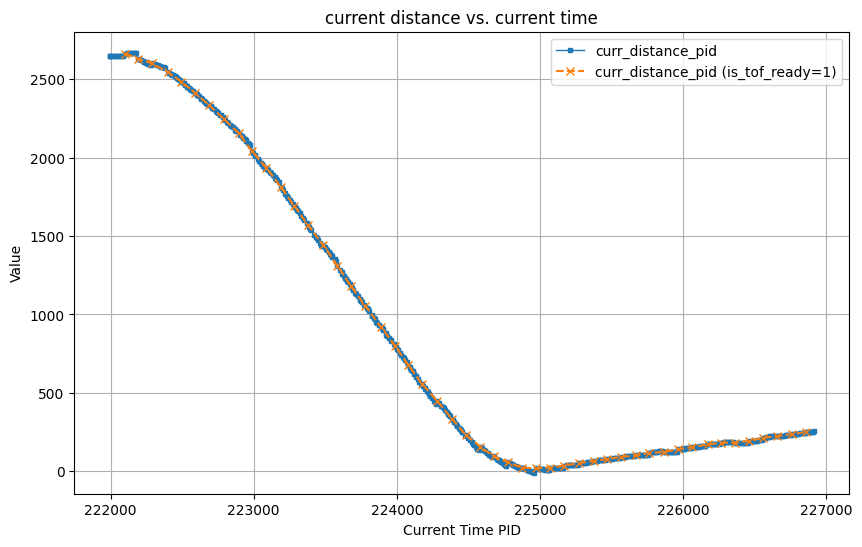 current distance vs. current time
curr_distance_pid
curr_distance_pid (is_tof_ready=1)
2500
2000
1500
1000
500
0
Value
222000 223000 224000 225000 226000 227000
Current Time PID